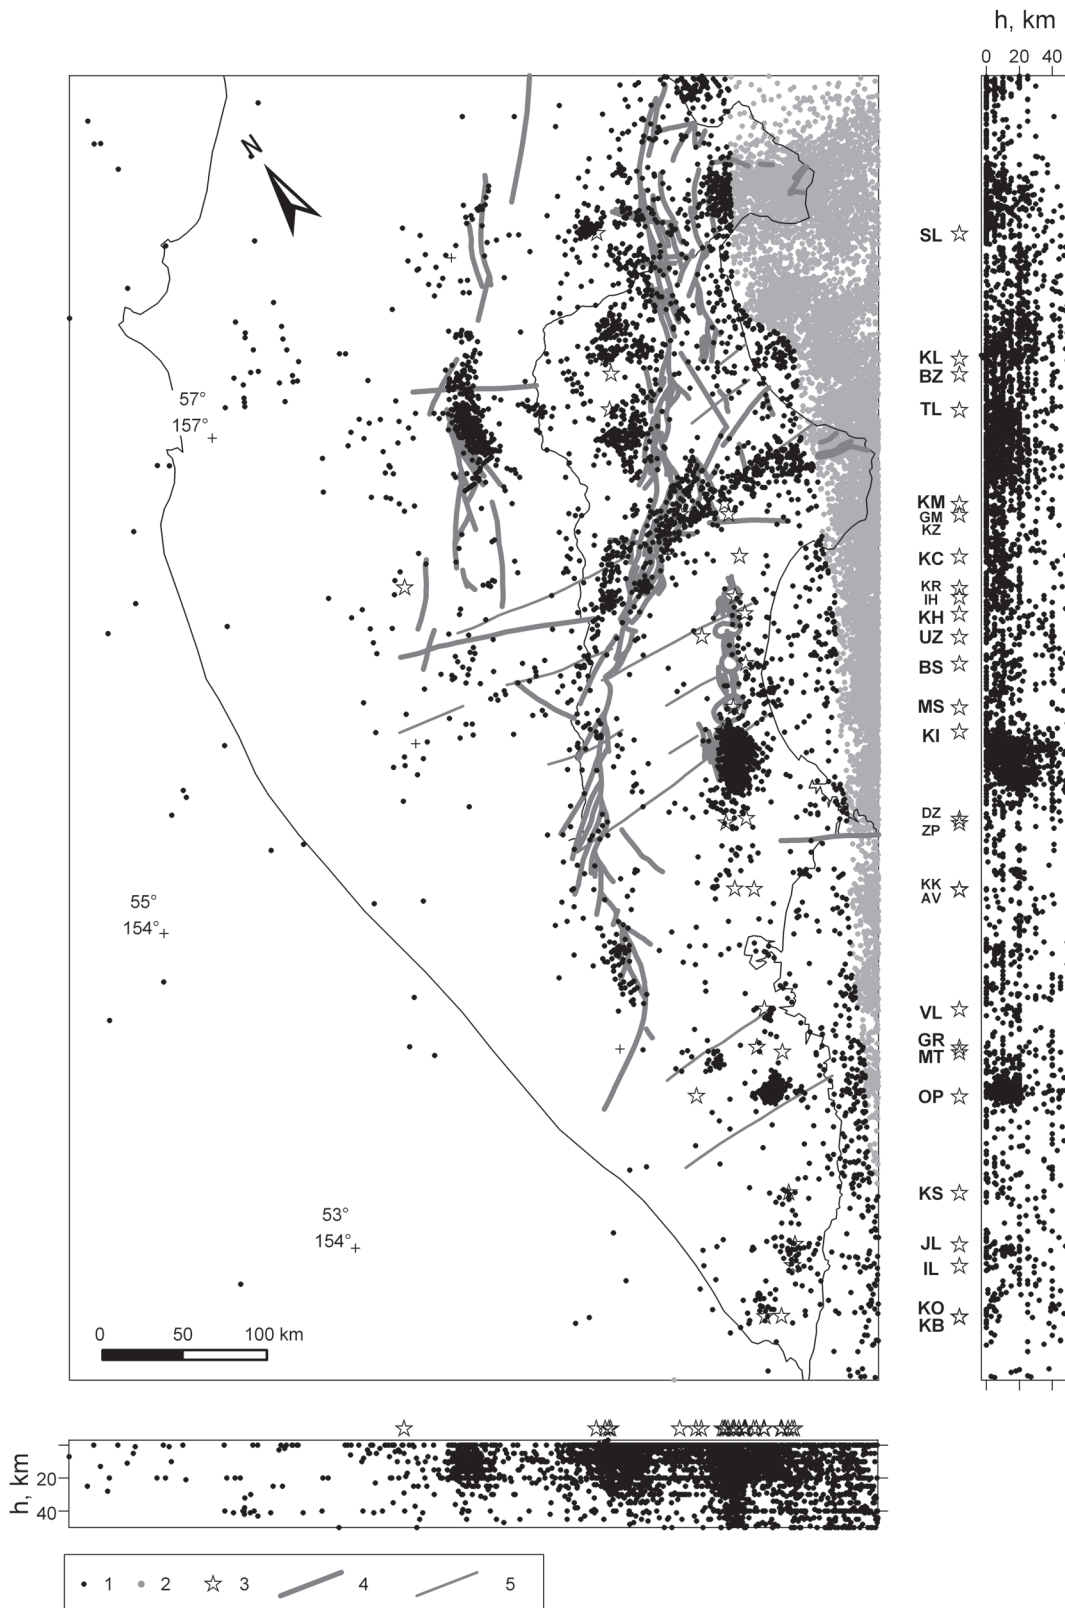 h, km
0 20 40
N
SL
KL
BZ
TL
57°
157°
KM
GM
KZ
KC
KR
IH
KH
UZ
BS
MS
KI
DZ
ZP
KK
AV
55°
154°
VL
GR
MT
OP
KS
53°
154°
JL
IL
KO
KB
0 50 100 km
h, km
20
40
1 2 3 4 5